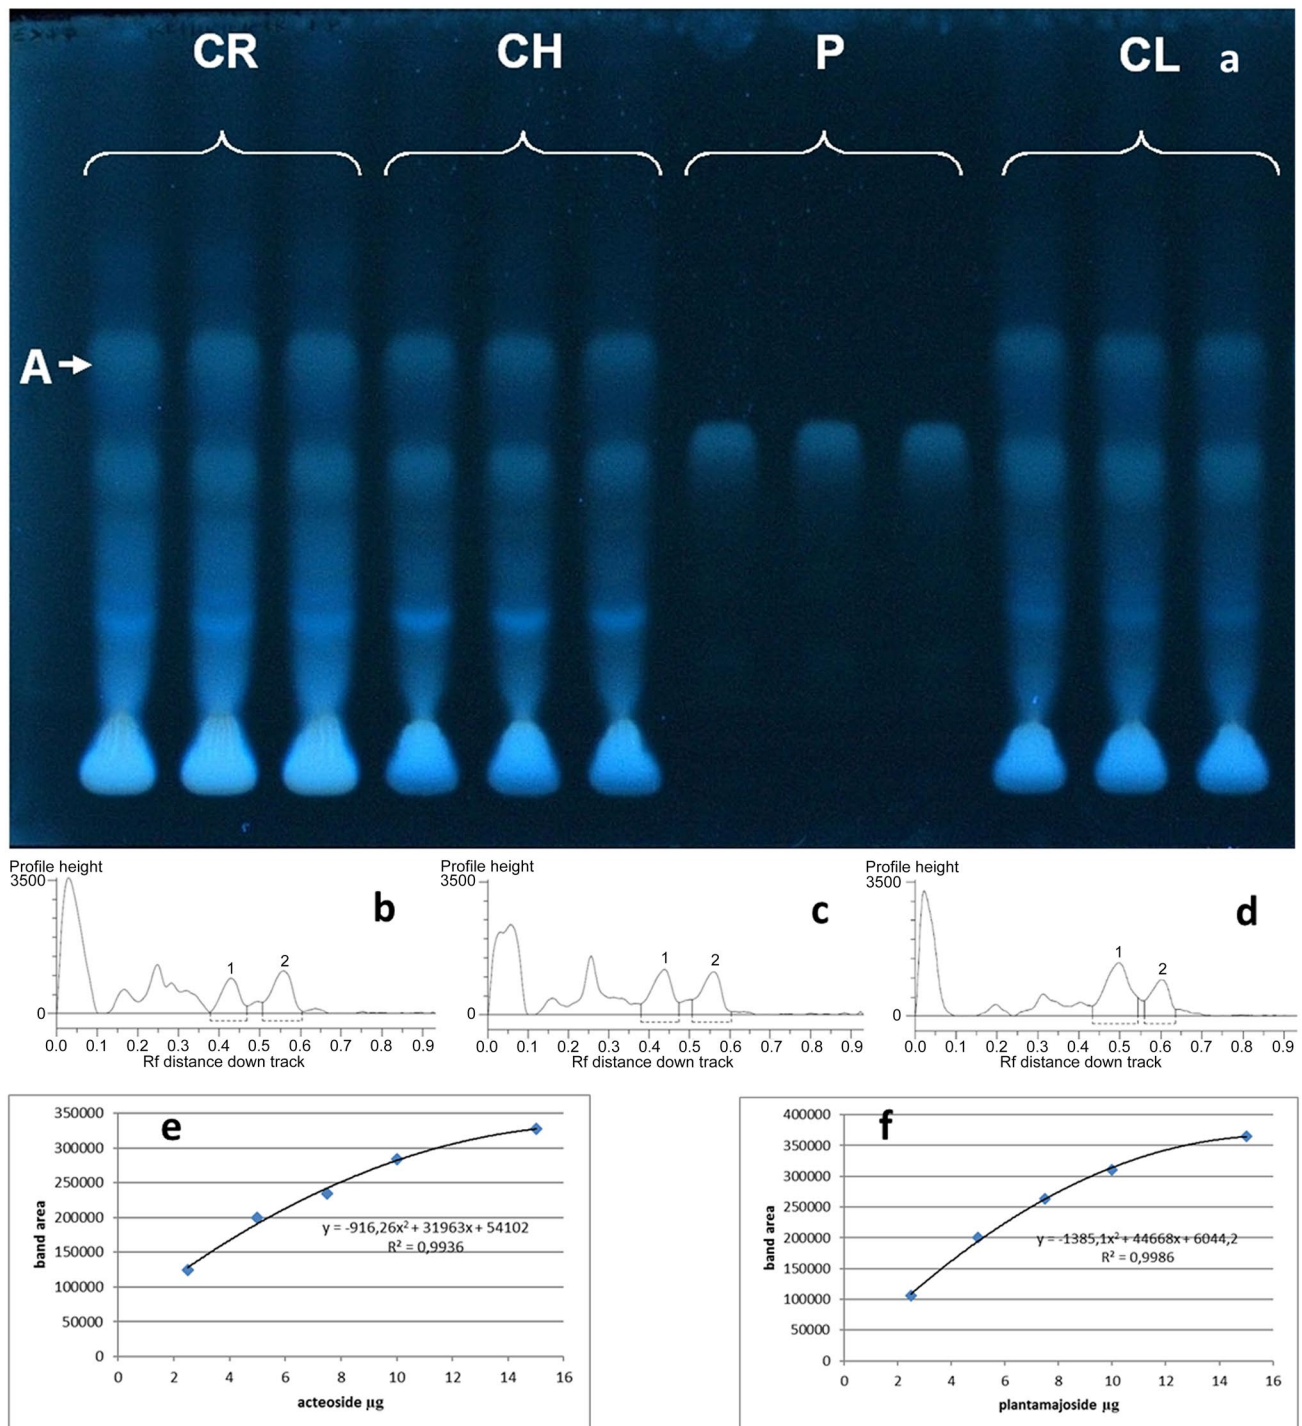 CR CH P CL a
A
Profile height
3500
0
b
1 2
0.0 0.1 0.2 0.3 0.4 0.5 0.6 0.7 0.8 0.9
Rf distance down track
Profile height
3500
0
c
1 2
0.0 0.1 0.2 0.3 0.4 0.5 0.6 0.7 0.8 0.9
Rf distance down track
Profile height
3500
0
d
1 2
0.0 0.1 0.2 0.3 0.4 0.5 0.6 0.7 0.8 0.9
Rf distance down track
e
350000
300000
250000
200000
150000
100000
50000
0
band area
y = -916,26x² + 31963x + 54102
R² = 0,9936
0 2 4 6 8 10 12 14 16
acteoside µg
f
400000
350000
300000
250000
200000
150000
100000
50000
0
band area
y = -1385,1x² + 44668x + 6044,2
R² = 0,9986
0 2 4 6 8 10 12 14 16
plantamajoside µg